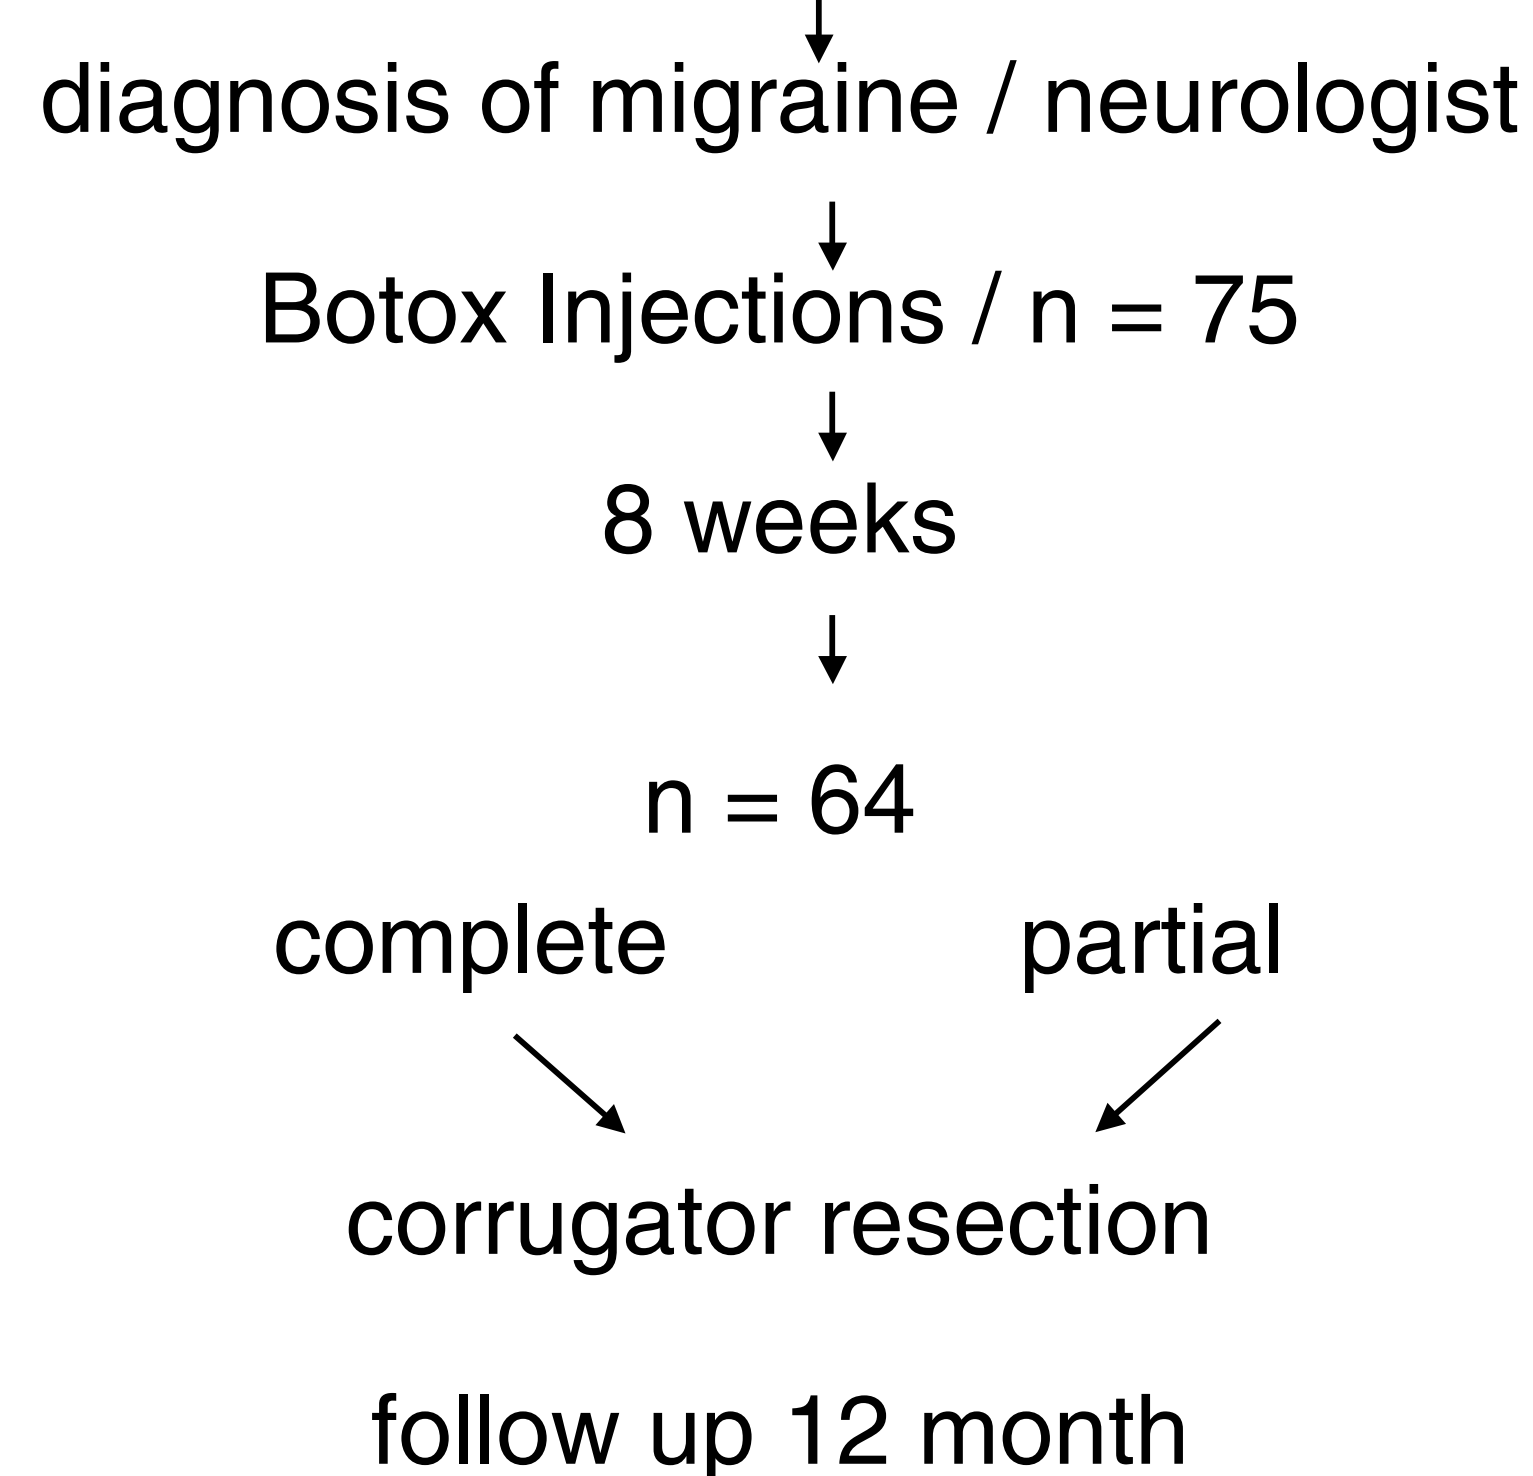 diagnosis of migraine / neurologist
Botox Injections / n = 75
8 weeks
n = 64
complete partial
corrugator resection
follow up 12 month